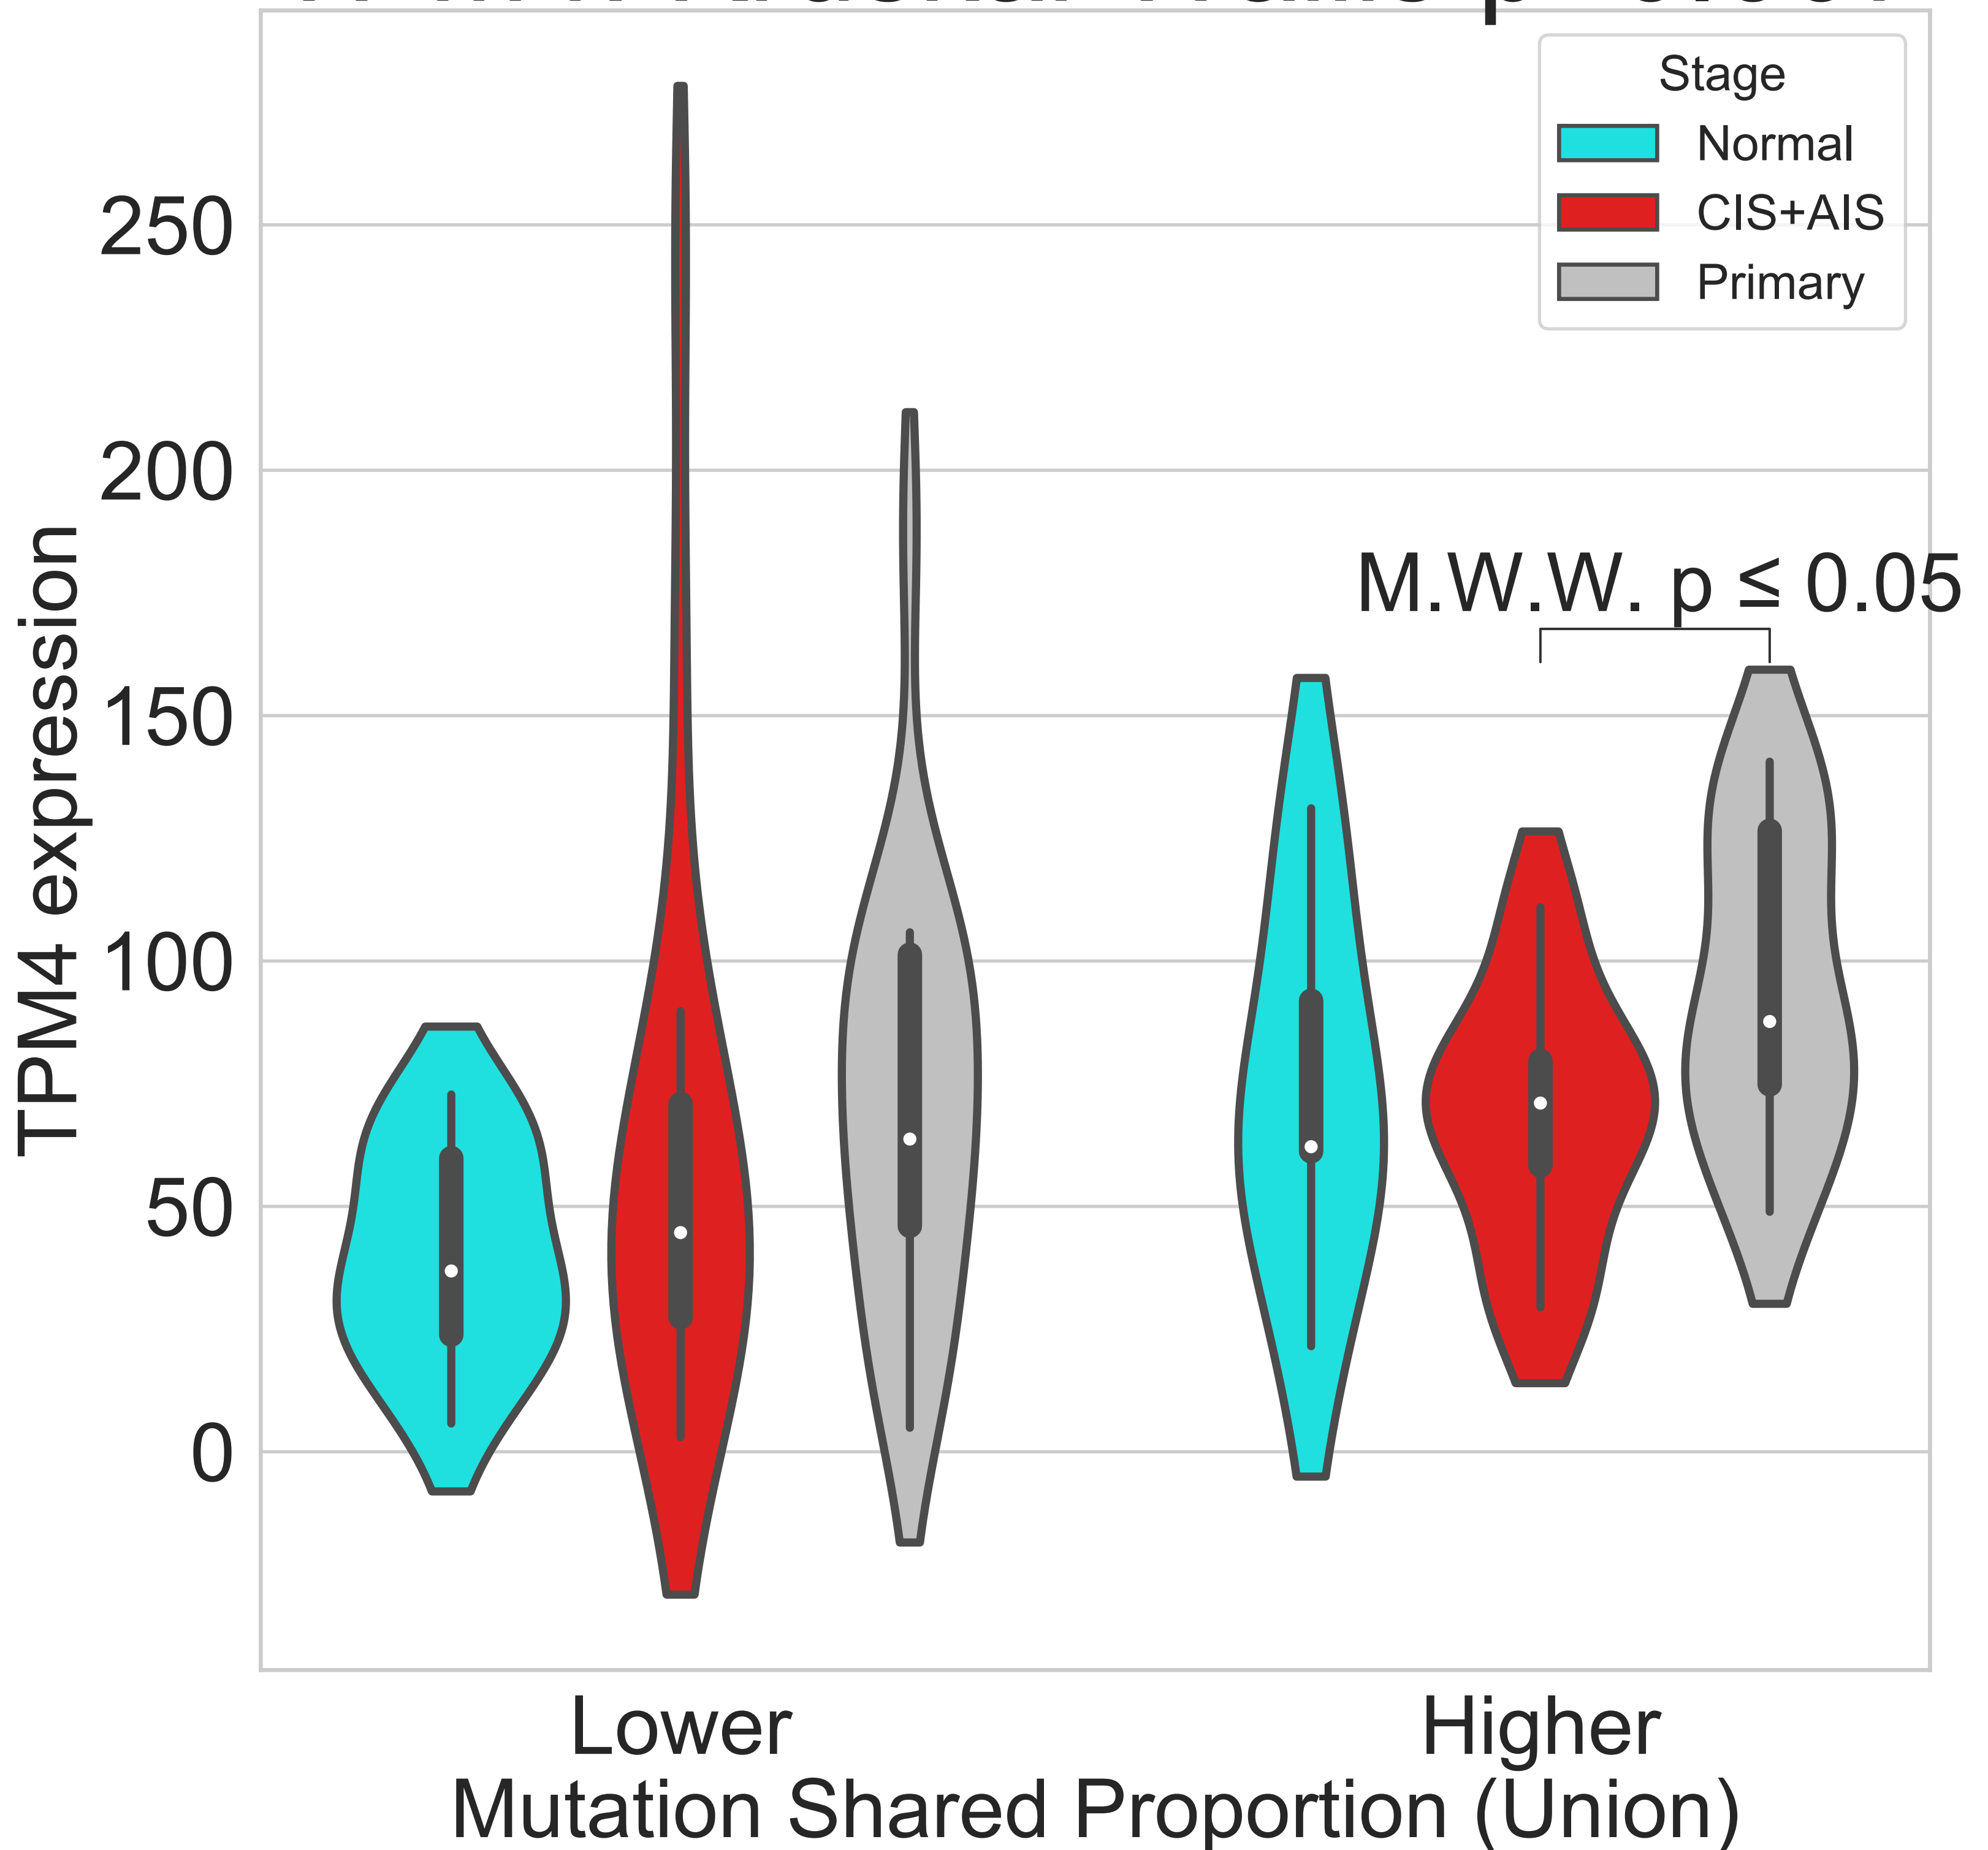 Stage
Normal
CIS+AIS
Primary
250
200
150
100
50
0
TPM4 expression
M.W.W. p ≤ 0.05
Lower
Higher
Mutation Shared Proportion (Union)